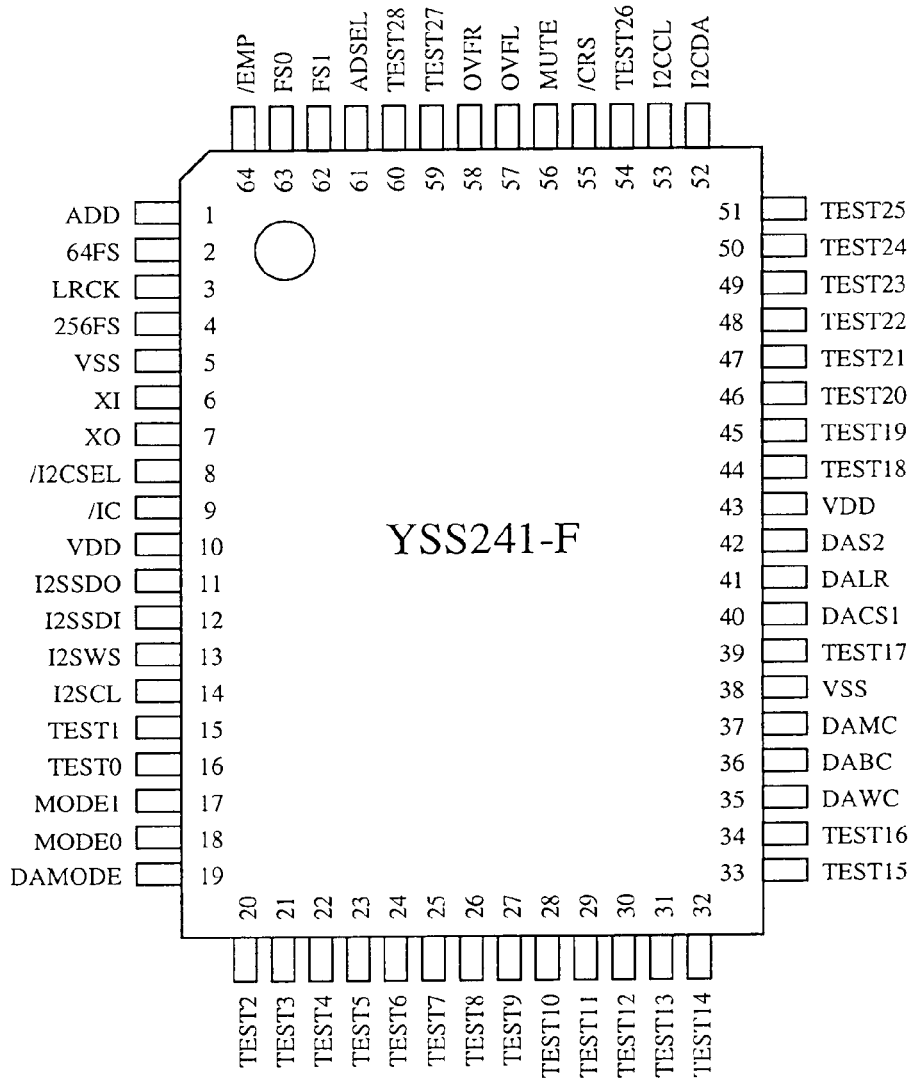 /EMP
FS0
FS1
ADSEL
TEST28
TEST27
OVFR
OVFL
MUTE
/CRS
TEST26
I2CCL
I2CDA
64 63 62 61 60 59 58 57 56 55 54 53 52
ADD 1 51 TEST25
64FS 2 50 TEST24
LRCK 3 49 TEST23
256FS 4 48 TEST22
VSS 5 47 TEST21
XI 6 46 TEST20
XO 7 45 TEST19
/I2CSEL 8 44 TEST18
/IC 9 43 VDD
VDD 10 42 DAS2
I2SSDO 11 41 DALR
I2SSDI 12 40 DACS1
I2SWS 13 39 TEST17
I2SCL 14 38 VSS
TEST1 15 37 DAMC
TEST0 16 36 DABC
MODE1 17 35 DAWC
MODE0 18 34 TEST16
DAMODE 19 33 TEST15
YSS241-F
20 21 22 23 24 25 26 27 28 29 30 31 32
TEST2
TEST3
TEST4
TEST5
TEST6
TEST7
TEST8
TEST9
TEST10
TEST11
TEST12
TEST13
TEST14